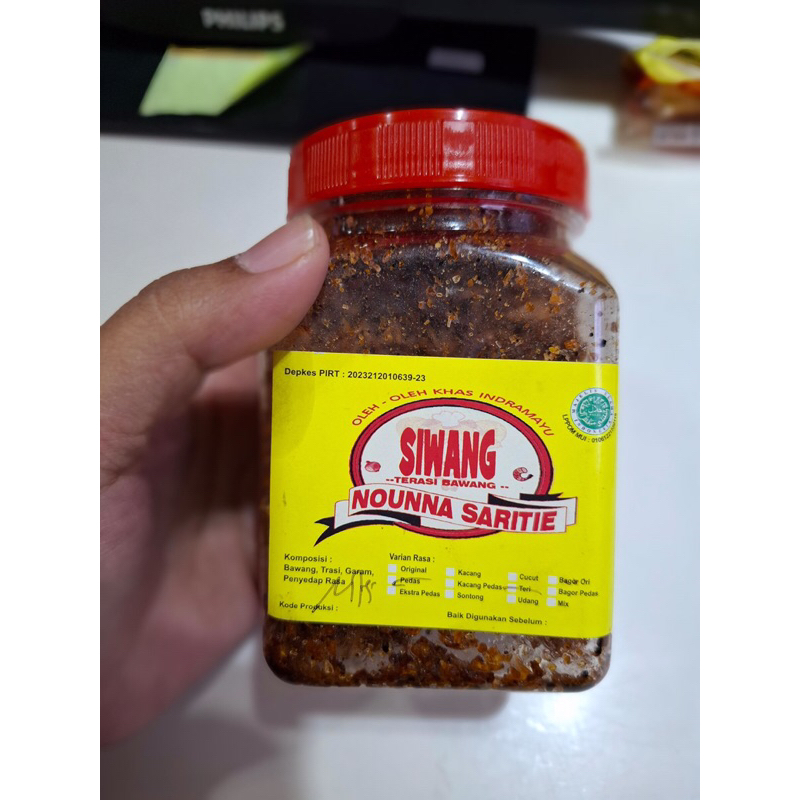 PHILIPS
Depkes PIRT : 2023212010639-23
OLEH - OLEH KHAS INDRAMAYU
SIWANG
--TERASI BAWANG --
NOUNNA SARITIE
LPPOM MUI :
Komposisi :
Bawang, Trasi, Garam,
Penyedap Rasa
Varian Rasa :
Original
Pedas
Ekstra Pedas
Kacang
Kacang Pedas
Sontong
Cucut
Teri
Udang
Bagor Ori
Bagor Pedas
Mix
Kode Produksi :
Baik Digunakan Sebelum :